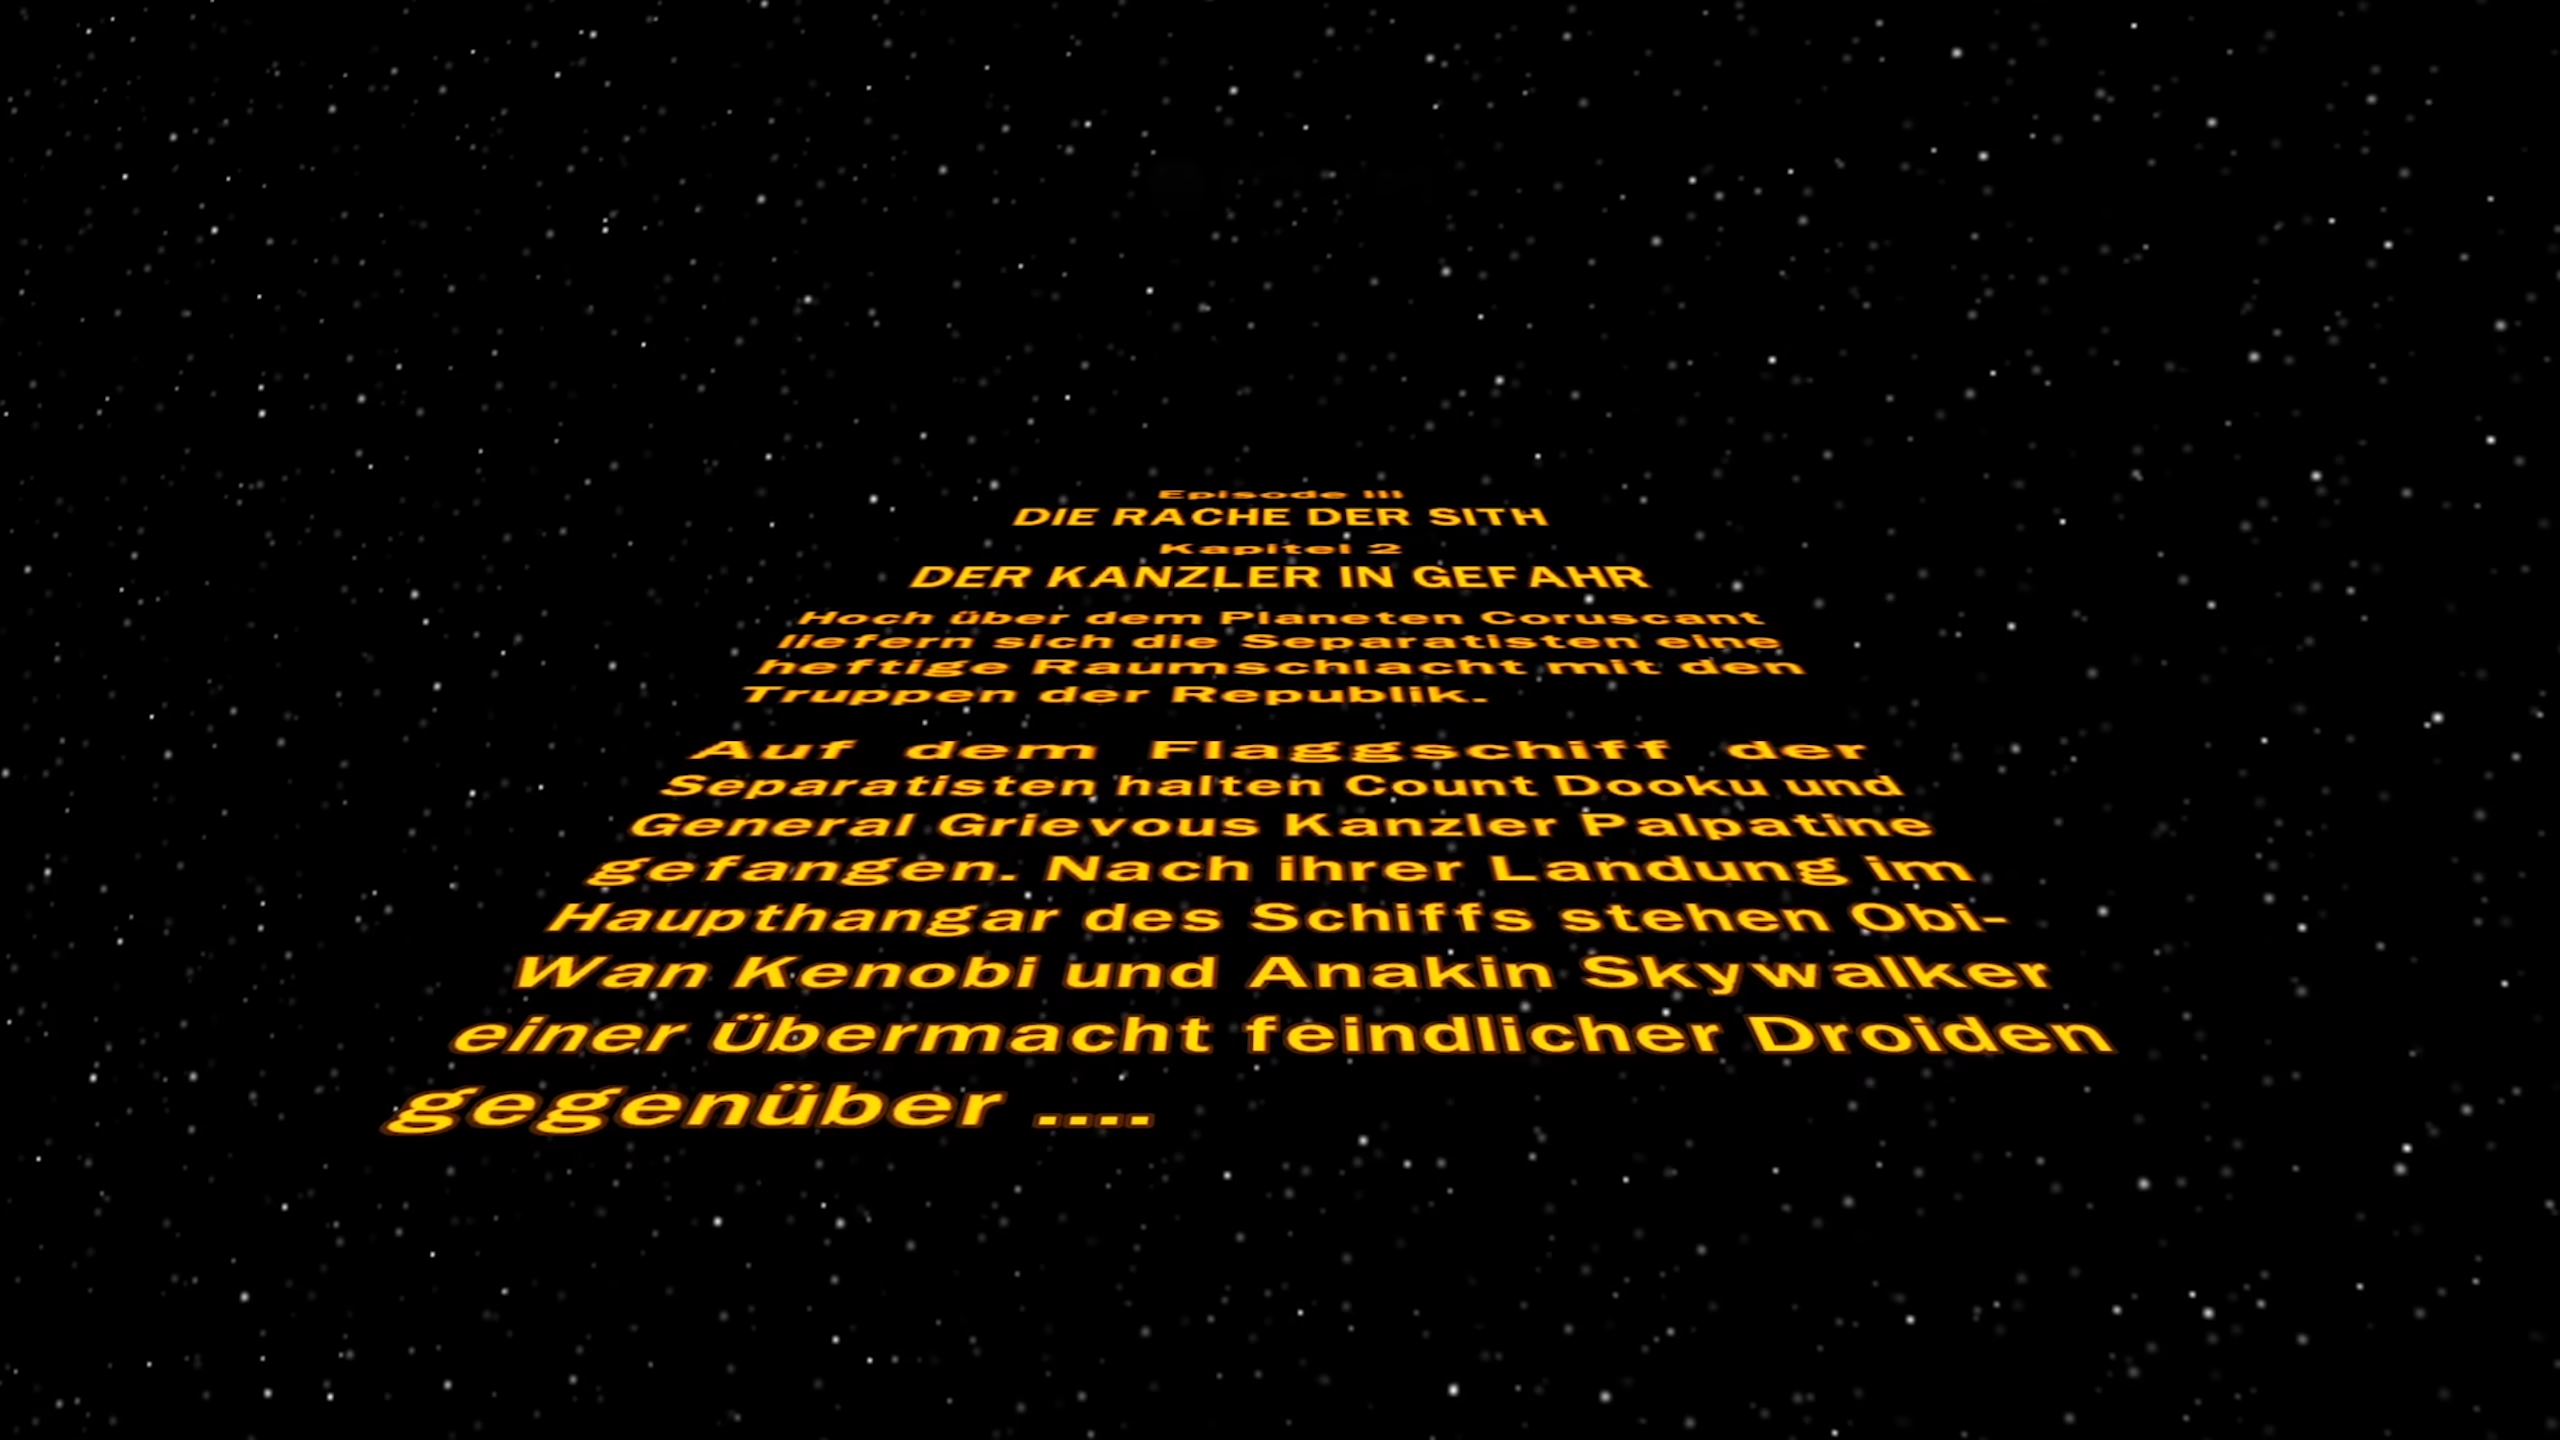 Episode III
DIE RACHE DER SITH
Kapitel 2
DER KANZLER IN GEFAHR
Hoch über dem Planeten Coruscant
liefern sich die Separatisten eine
heftige Raumschlacht mit den
Truppen der Republik.
Auf dem Flaggschiff der
Separatisten halten Count Dooku und
General Grievous Kanzler Palpatine
gefangen. Nach ihrer Landung im
Haupthangar des Schiffs stehen Obi-
Wan Kenobi und Anakin Skywalker
einer Übermacht feindlicher Droiden
gegenüber ....